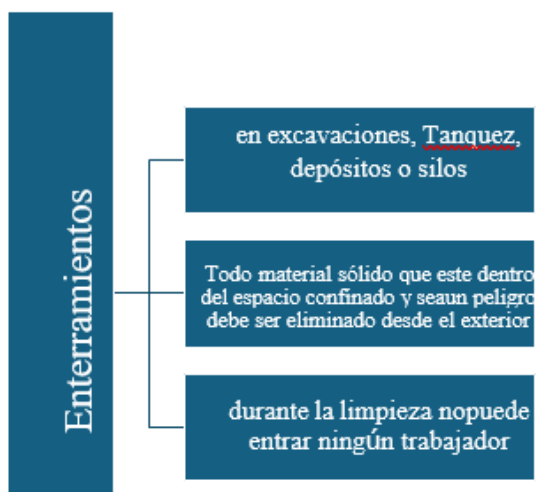 Enterramientos
en excavaciones, Tanquez,
depósitos o silos
Todo material sólido que este dentro
del espacio confinado y seaun peligro
debe ser eliminado desde el exterior
durante la limpieza nopuede
entrar ningún trabajador